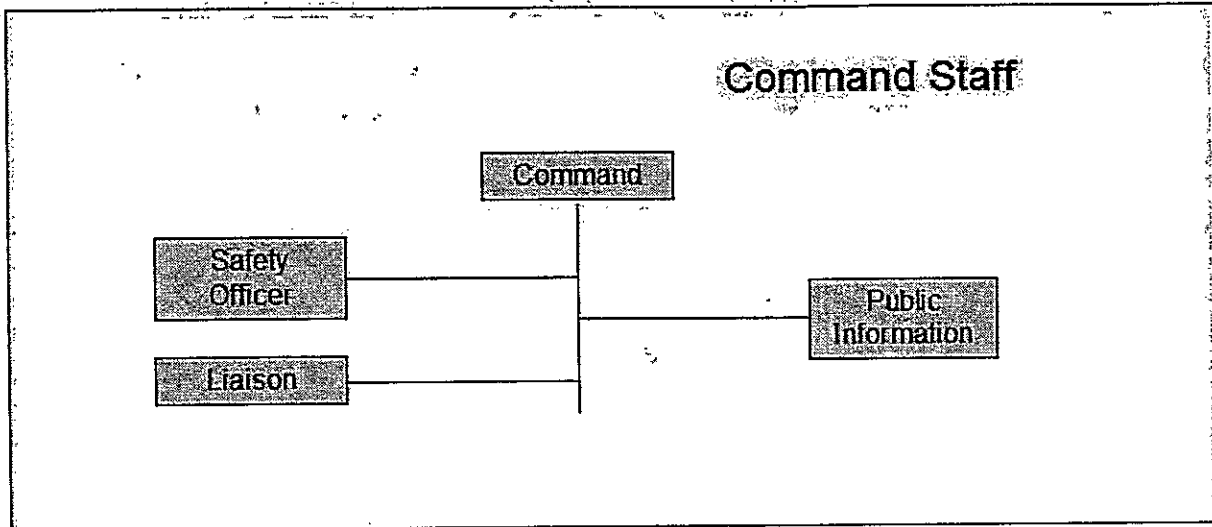 Command Staff
Command
Safety
Officer
Public
Information
Liaison